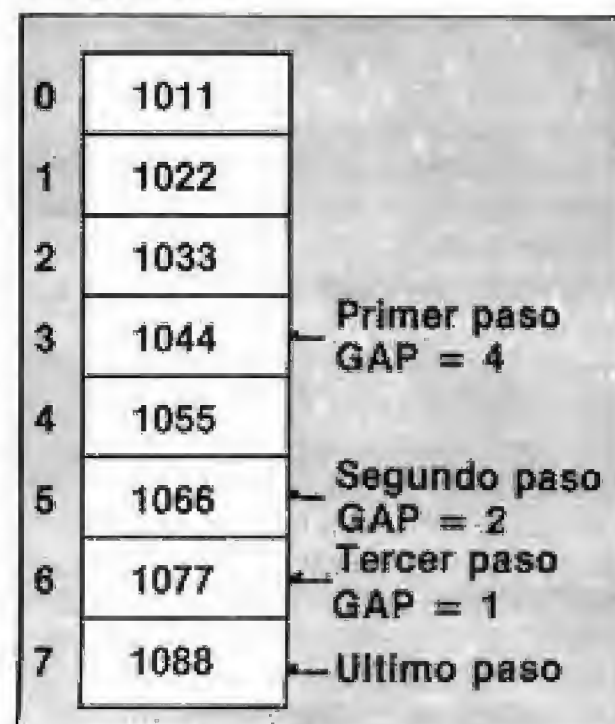 0 1011
1 1022
2 1033
3 1044
Primer paso
GAP = 4
4 1055
5 1066
Segundo paso
GAP = 2
6 1077
Tercer paso
GAP = 1
7 1088
Ultimo paso